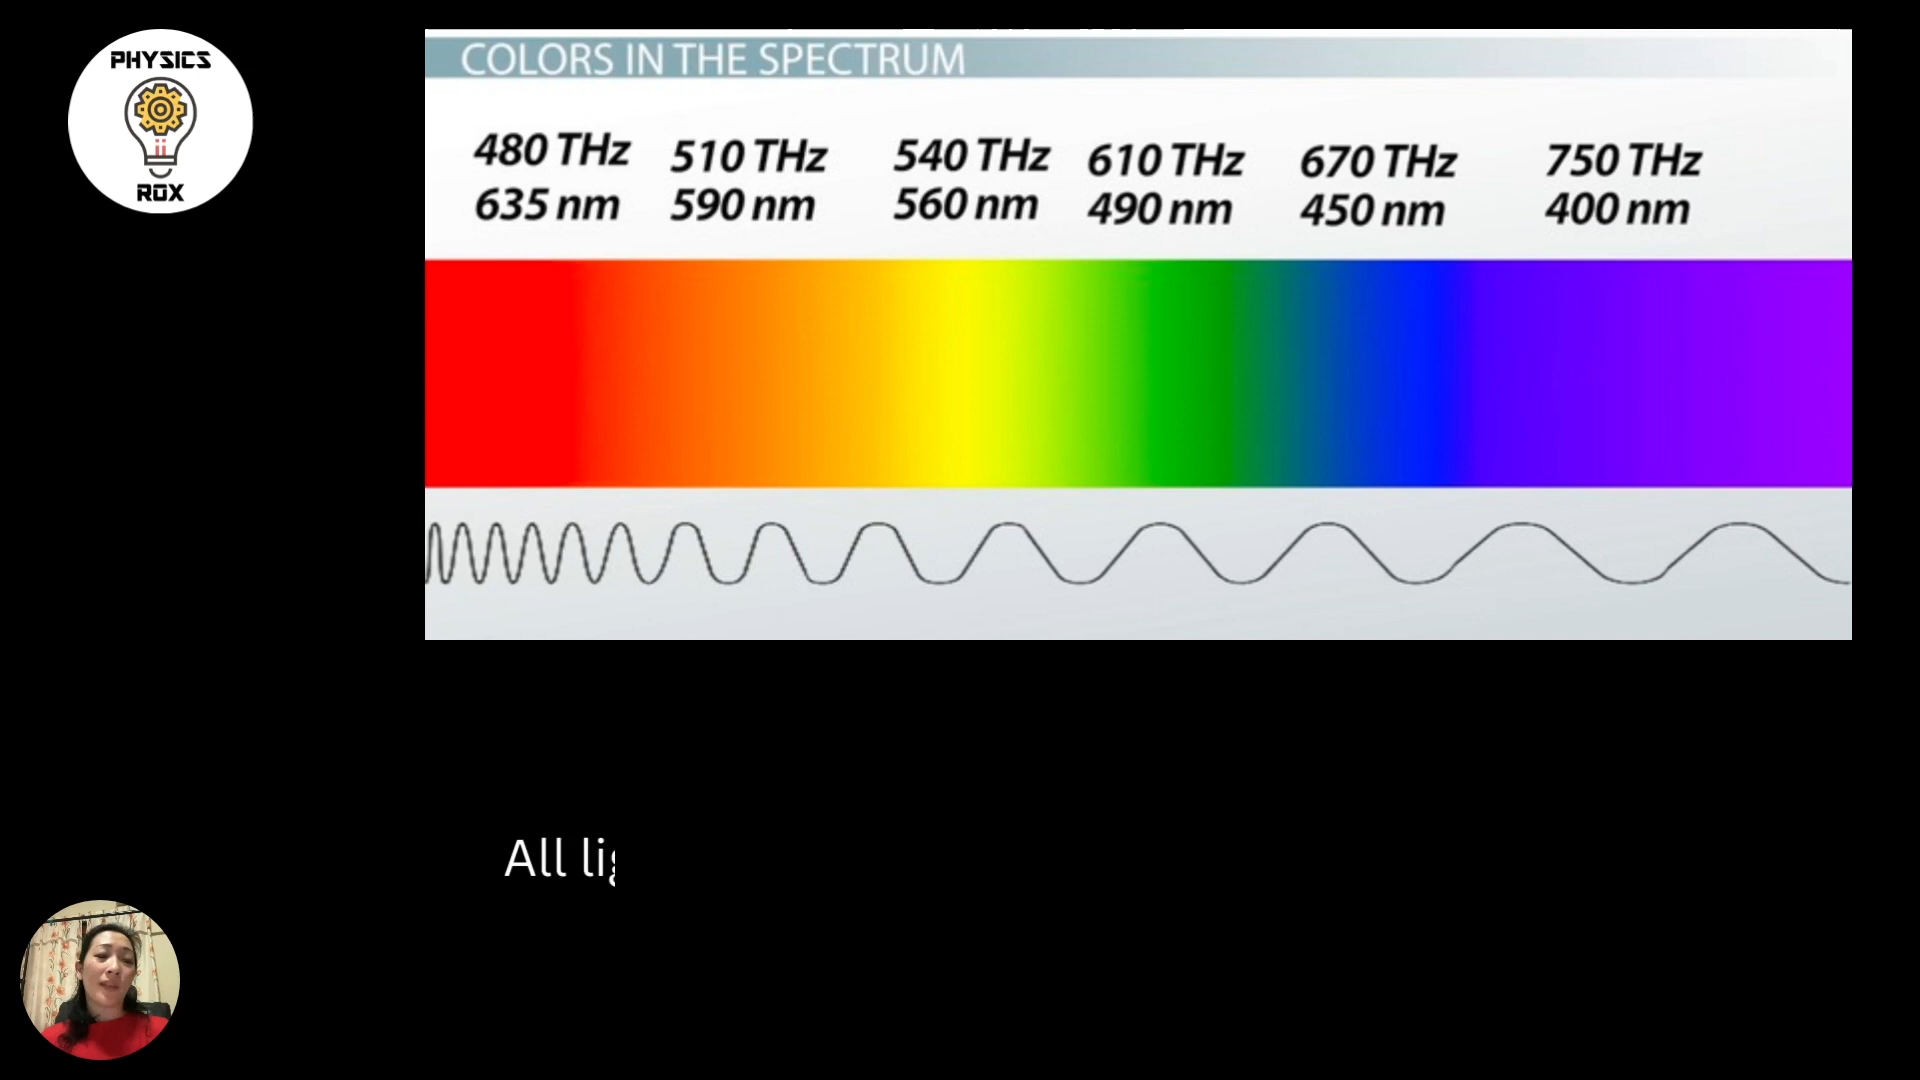 PHYSICS
ROX
COLORS IN THE SPECTRUM
480 THz 510 THz 540 THz 610 THz 670 THz 750 THz
635 nm 590 nm 560 nm 490 nm 450 nm 400 nm
All